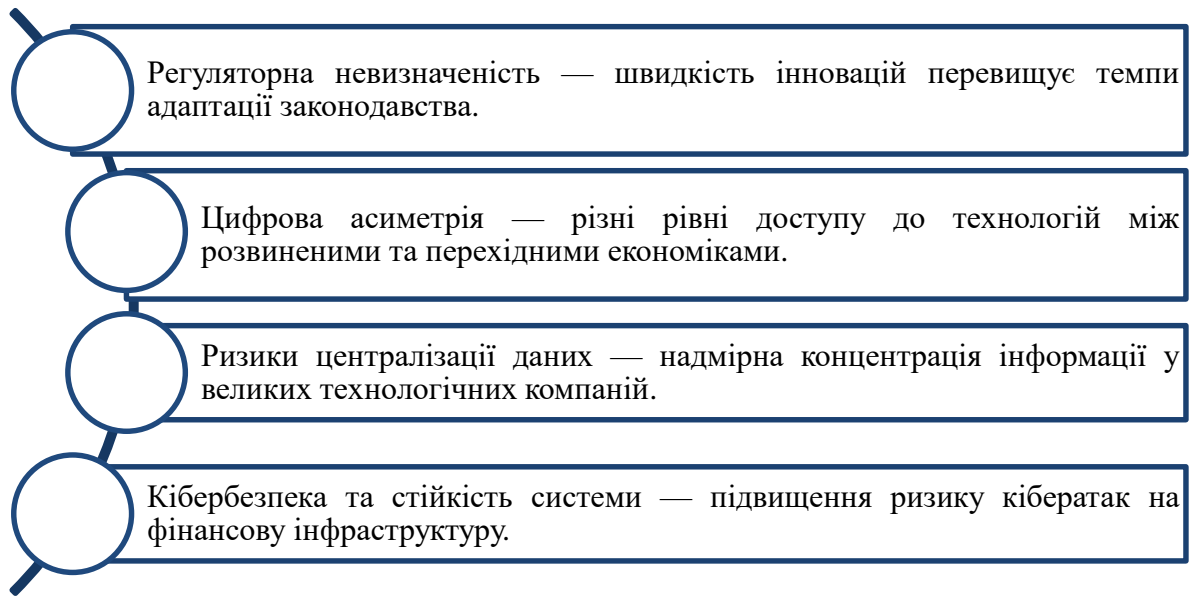 Регуляторна невизначеність — швидкість інновацій перевищує темпи
адаптації законодавства.
Цифрова асиметрія — різні рівні доступу до технологій між
розвиненими та перехідними економіками.
Ризики централізації даних — надмірна концентрація інформації у
великих технологічних компаній.
Кібербезпека та стійкість системи — підвищення ризику кібератак на
фінансову інфраструктуру.